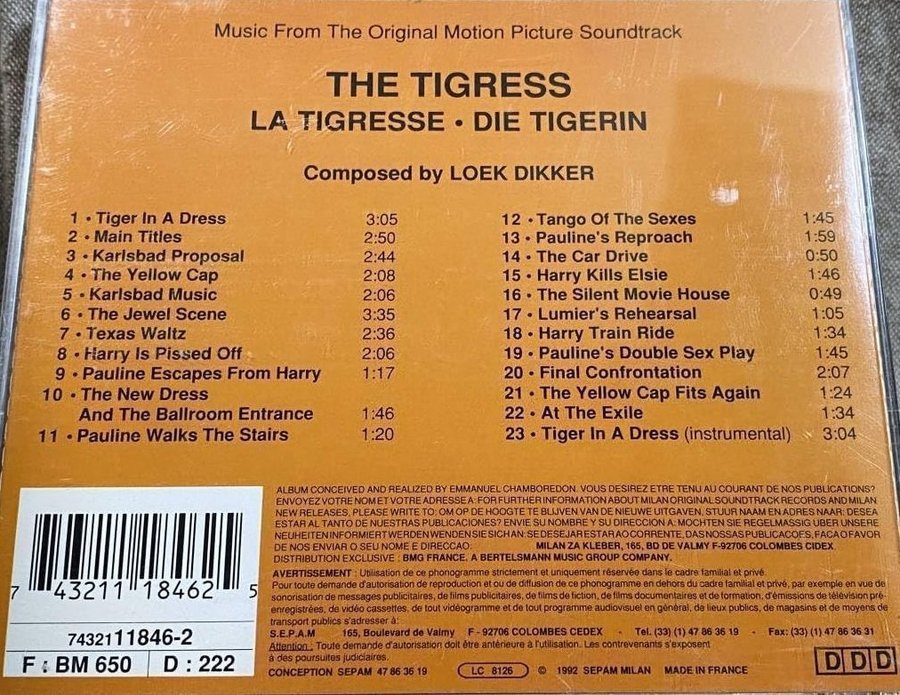 Music From The Original Motion Picture Soundtrack
THE TIGRESS
LA TIGRESSE • DIE TIGERIN
Composed by LOEK DIKKER
1 • Tiger In A Dress 3:05
2 • Main Titles 2:50
3 • Karlsbad Proposal 2:44
4 • The Yellow Cap 2:08
5 • Karlsbad Music 2:06
6 • The Jewel Scene 3:35
7 • Texas Waltz 2:36
8 • Harry Is Pissed Off 2:06
9 • Pauline Escapes From Harry 1:17
10 • The New Dress
And The Ballroom Entrance 1:46
11 • Pauline Walks The Stairs 1:20
12 • Tango Of The Sexes 1:45
13 • Pauline's Reproach 1:59
14 • The Car Drive 0:50
15 • Harry Kills Elsie 1:46
16 • The Silent Movie House 0:49
17 • Lumier's Rehearsal 1:05
18 • Harry Train Ride 1:34
19 • Pauline's Double Sex Play 1:45
20 • Final Confrontation 2:07
21 • The Yellow Cap Fits Again 1:24
22 • At The Exile 1:34
23 • Tiger In A Dress (instrumental) 3:04
ALBUM CONCEIVED AND REALIZED BY EMMANUEL CHAMBOREDON. VOUS DESIREZ ETRE TENU AU COURANT DE NOS PUBLICATIONS?
ENVOYEZ VOTRE NOM ET VOTRE ADRESSE A: FOR FURTHER INFORMATION ABOUT MILAN ORIGINAL SOUNDTRACK RECORDS AND MILAN
NEW RELEASES, PLEASE WRITE TO: OM OP DE HOOGTE TE BLIJVEN VAN DE NIEUWE UITGAVEN, STUUR NAAM EN ADRES NAAR: DESEA
ESTAR AL TANTO DE NUESTRAS PUBLICACIONES? ENVIE SU NOMBRE Y SU DIRECCION A: MOCHTEN SIE REGELMASSIG ÜBER UNSERE
NEUHEITEN INFORMIERT WERDEN WENDEN SIE SICH AN: SE DESEJAR ESTAR AO CORRENTE, DAS NOSSAS PUBLICACOES, FACA O FAVOR
DE NOS ENVIAR O SEU NOME E DIRECCAO: MILAN ZA KLEBER, 165, BD DE VALMY F-92706 COLOMBES CIDEX.
DISTRIBUTION EXCLUSIVE : BMG FRANCE. A BERTELSMANN MUSIC GROUP COMPANY.
AVERTISSEMENT : Utilisation de ce phonogramme strictement et uniquement réservée dans le cadre familial et privé.
Pour toute demande d'autorisation de reproduction et ou de diffusion de ce phonogramme en dehors du cadre familial et privé, par exemple en vue de
sonorisation de messages publicitaires, de films publicitaires, de films de fiction, de films documentaires et de formation, d'émissions de télévision pré-
enregistrées, de vidéo cassettes, de tout vidéogramme et de tout programme audiovisuel en général, de lieux publics, de magasins et de moyens de
transport publics s'adresser à:
S.E.P.A.M 165, Boulevard de Valmy F - 92706 COLOMBES CEDEX - Tel. (33) (1) 47 86 36 19 - Fax: (33) (1) 47 86 36 31
Attention : Toute demande d'autorisation doit être antérieure à l'utilisation. Les contrevenants s'exposent
à des poursuites judiciaires.
CONCEPTION SEPAM 47 86 36 19 LC 8126 © 1992 SEPAM MILAN MADE IN FRANCE
DDD
7 43211 18462 5
74321 11846-2
F : BM 650 D : 222